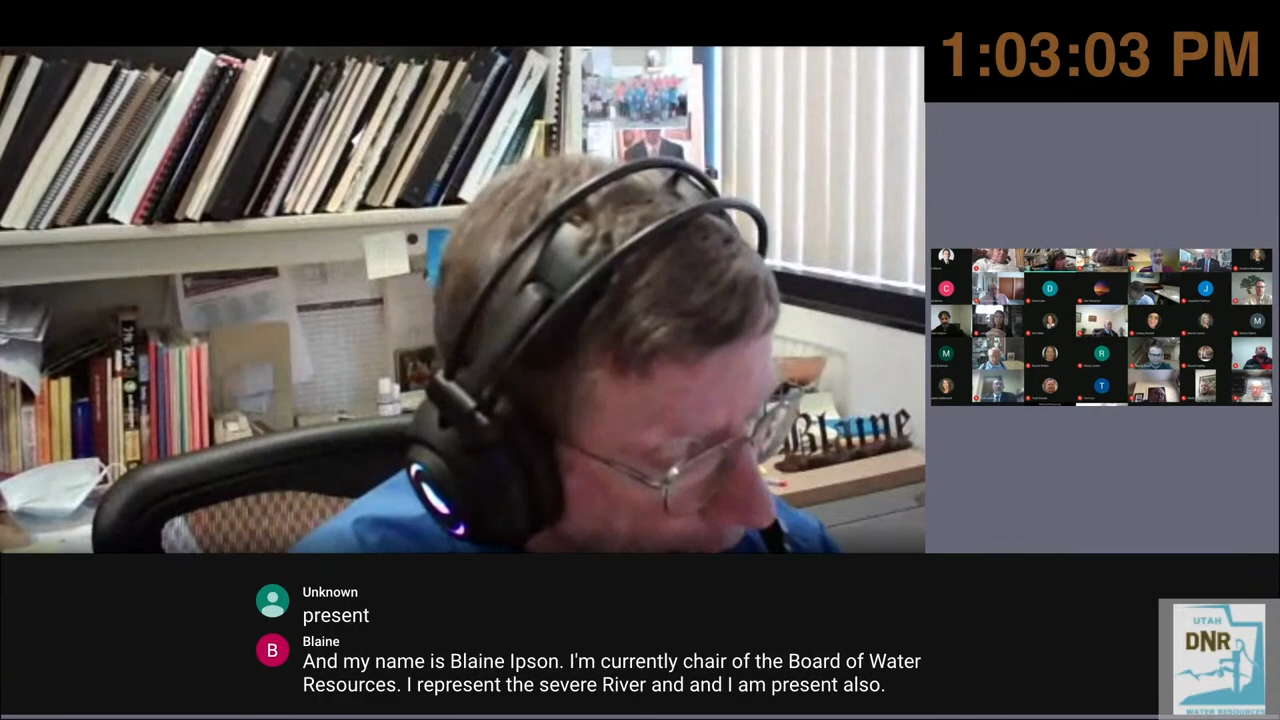 1:03:03 PM
Blaine
C
D
J
M
M
R
T
Unknown
present
B
Blaine
And my name is Blaine Ipson. I'm currently chair of the Board of Water
Resources. I represent the severe River and and I am present also.
UTAH
DNR
WATER RESOURCES